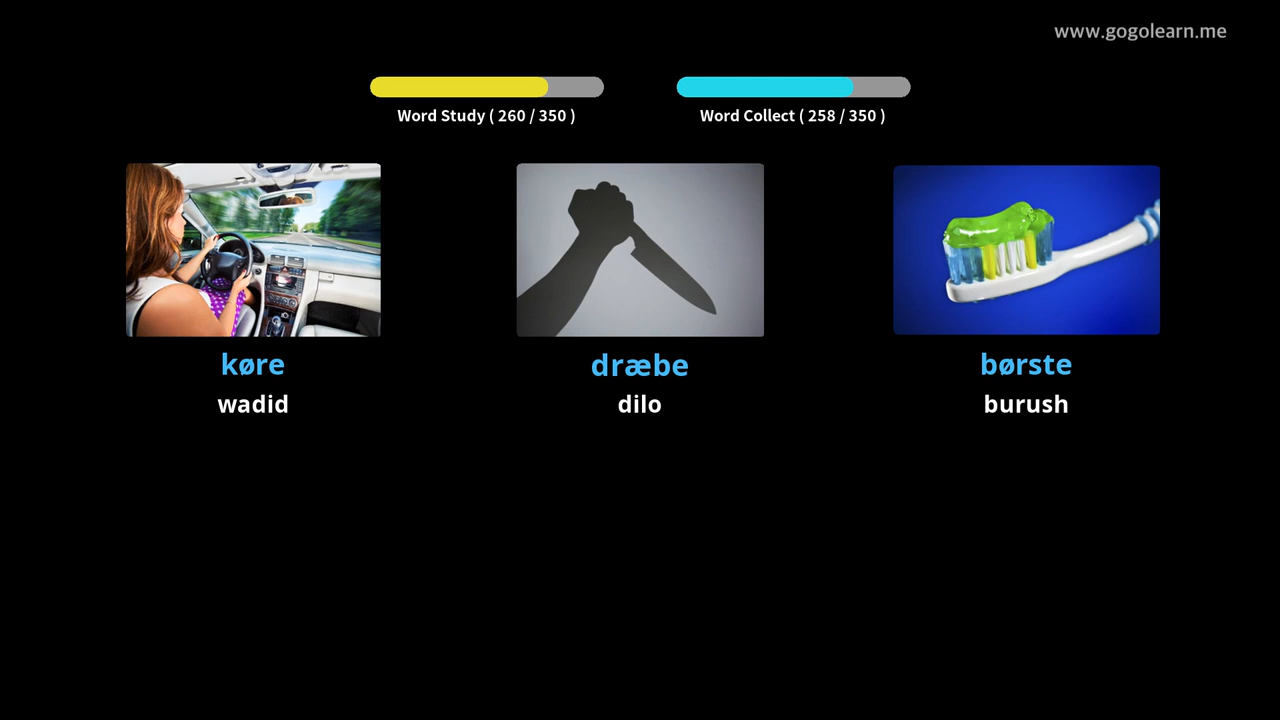 www.gogolearn.me
Word Study ( 260 / 350 )
Word Collect ( 258 / 350 )
køre
dræbe
børste
wadid
dilo
burush